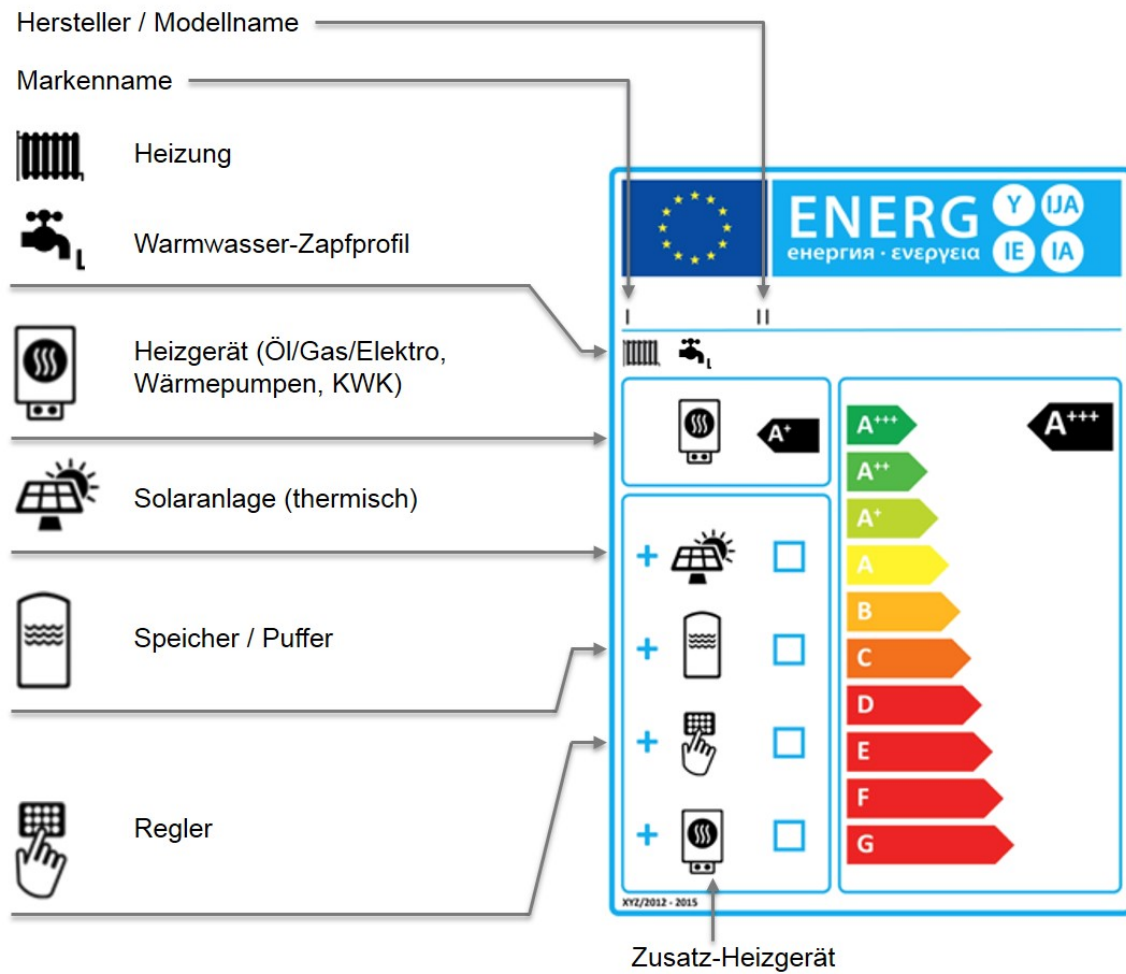 Hersteller / Modellname
Markenname
Heizung
Warmwasser-Zapfprofil
L
Heizgerät (Öl/Gas/Elektro,
Wärmepumpen, KWK)
Solaranlage (thermisch)
Speicher / Puffer
Regler
ENERG
Y IJA
IE IA
енергия · ενεργεια
I II
L
A+
A+++
A+++
A++
A+
A
B
C
D
E
F
G
XYZ/2012 - 2015
Zusatz-Heizgerät